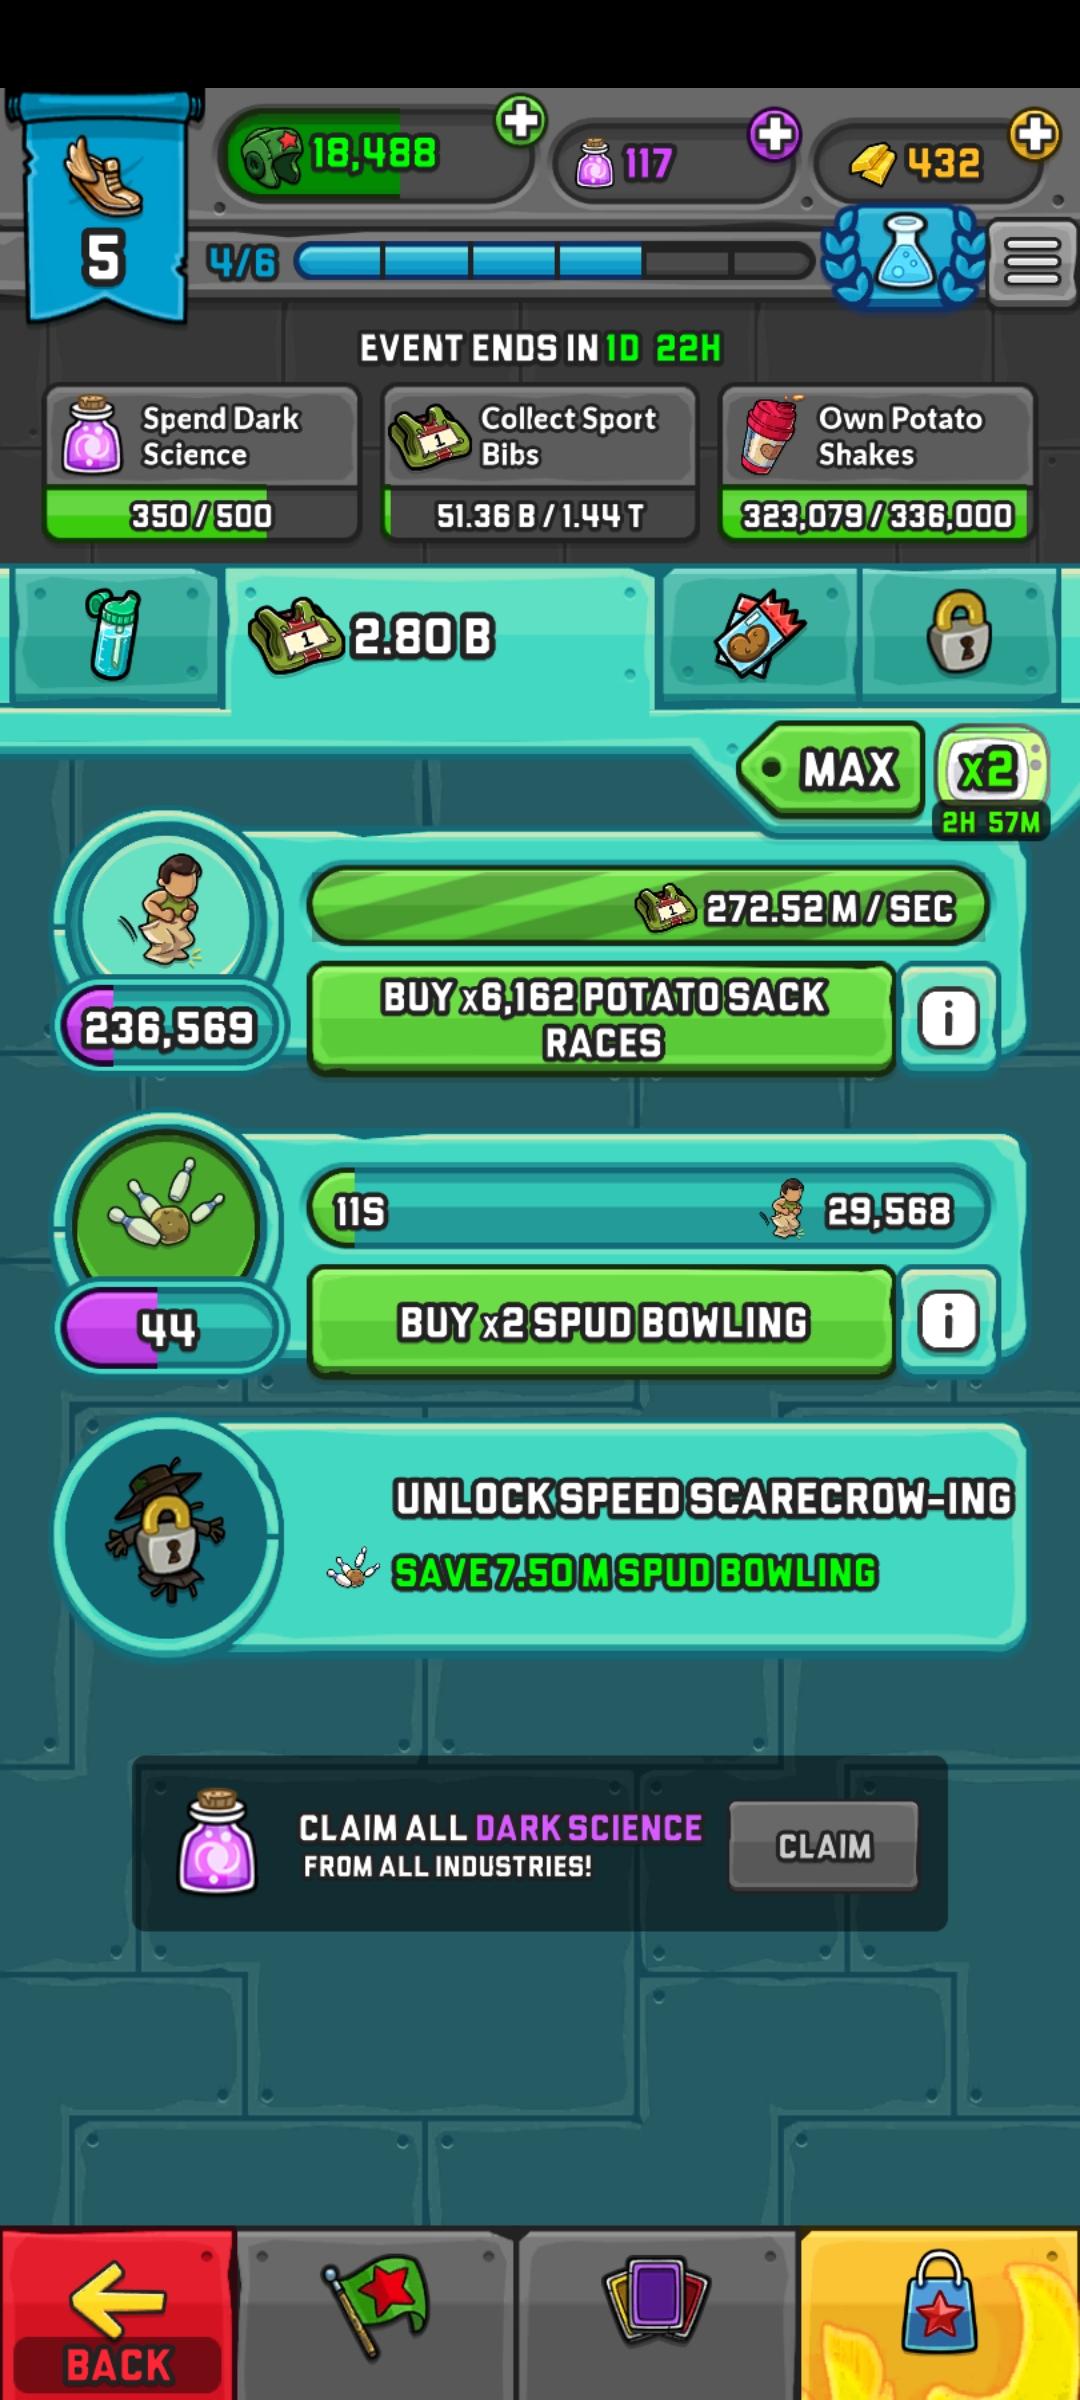 18,488
117
432
5
4/6
EVENT ENDS IN 1D 22H
Spend Dark
Science
350/500
Collect Sport
Bibs
51.36 B/1.44 T
Own Potato
Shakes
323,079/336,000
1
2.80 B
MAX
x2
2H 57M
1
272.52 M/SEC
236,569
BUY x6,162 POTATO SACK
RACES
i
11S
29,568
44
BUY x2 SPUD BOWLING
i
UNLOCK SPEED SCARECROW-ING
SAVE 7.50 M SPUD BOWLING
CLAIM ALL DARK SCIENCE
FROM ALL INDUSTRIES!
CLAIM
BACK